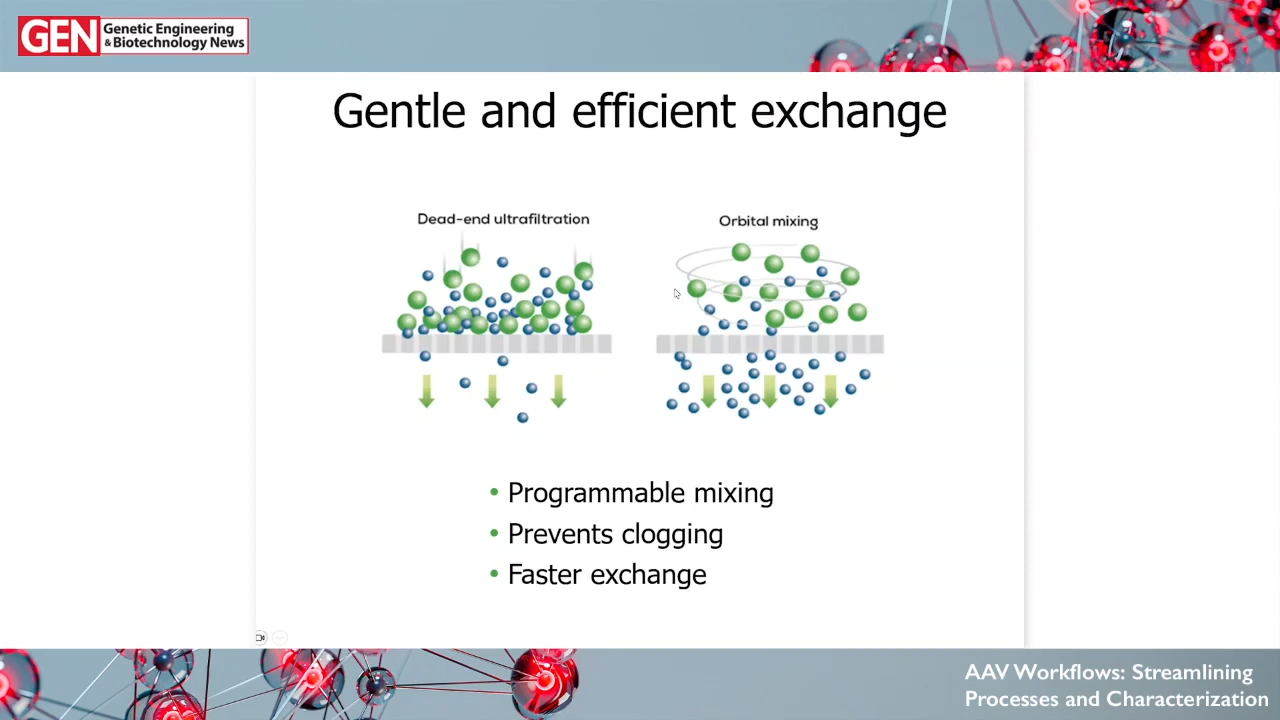 GEN Genetic Engineering
& Biotechnology News
Gentle and efficient exchange
Dead-end ultrafiltration
Orbital mixing
• Programmable mixing
• Prevents clogging
• Faster exchange
AAV Workflows: Streamlining
Processes and Characterization